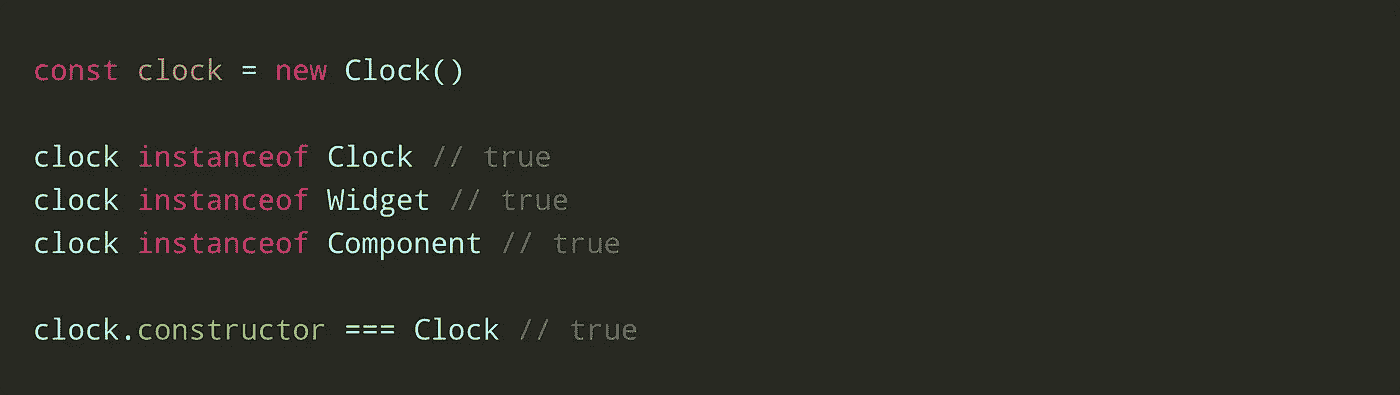 const clock = new Clock()
clock instanceof Clock // true
clock instanceof Widget // true
clock instanceof Component // true
clock.constructor === Clock // true